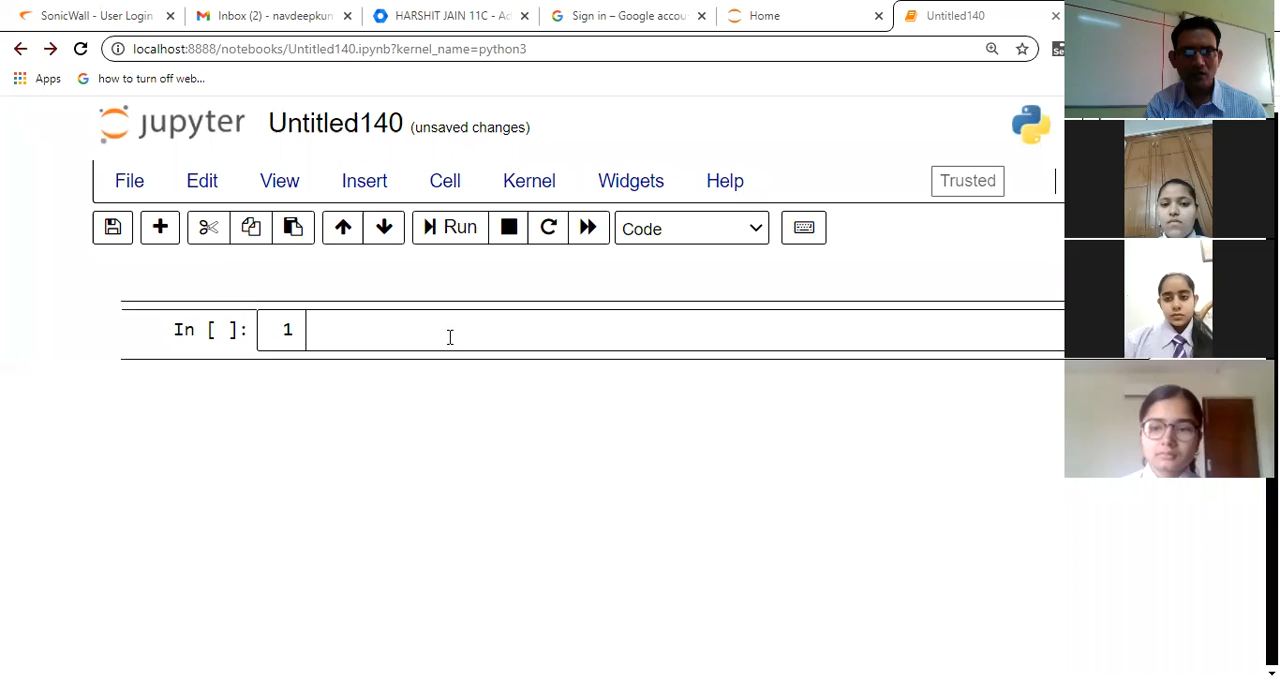 SonicWall - User Login
Inbox (2) - navdeepkun
HARSHIT JAIN 11C - Ac
Sign in – Google accou
Home
Untitled140
localhost:8888/notebooks/Untitled140.ipynb?kernel_name=python3
Se
Apps
how to turn off web...
jupyter Untitled140 (unsaved changes)
File Edit View Insert Cell Kernel Widgets Help
Trusted
Run
Code
In [ ]: 1